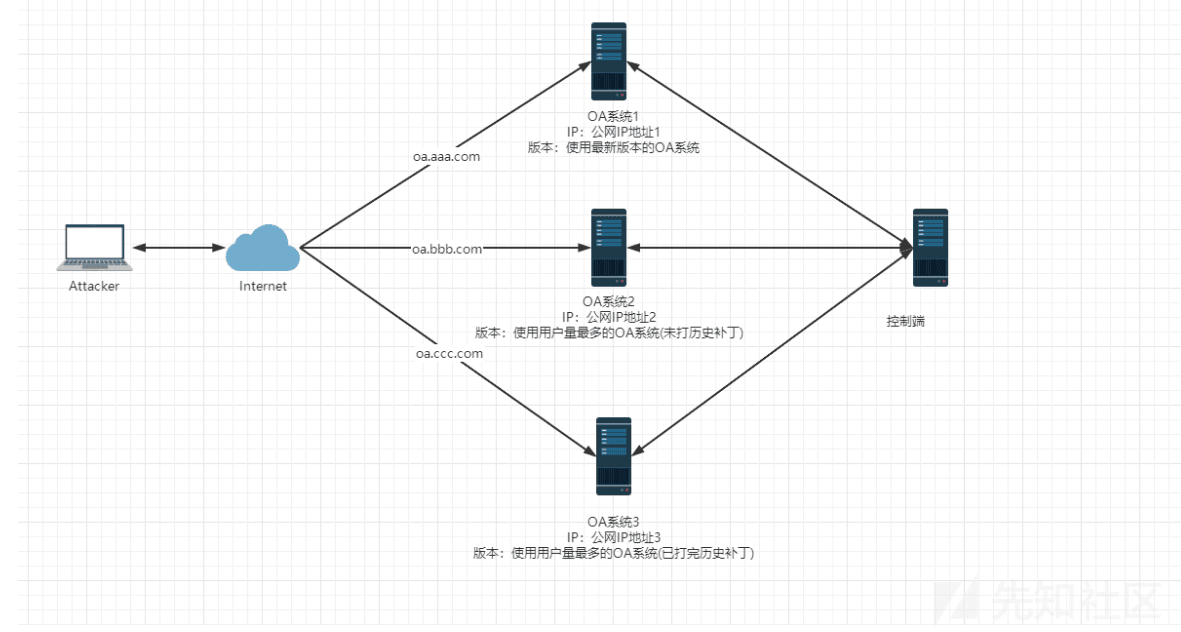 OA系统1
IP：公网IP地址1
版本：使用最新版本的OA系统
oa.aaa.com
Attacker
Internet
oa.bbb.com
OA系统2
IP：公网IP地址2
版本：使用用户量最多的OA系统(未打历史补丁)
控制端
oa.ccc.com
OA系统3
IP：公网IP地址3
版本：使用用户量最多的OA系统(已打完历史补丁)
先知社区